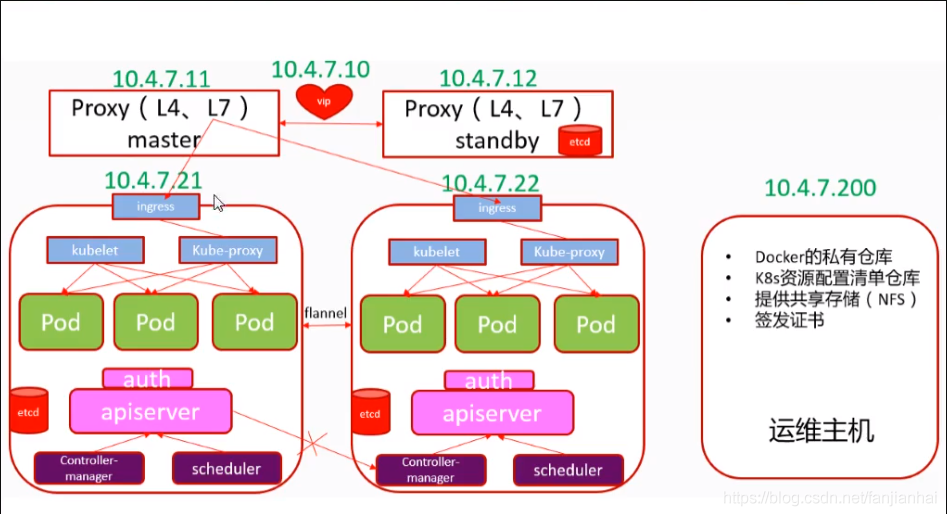 10.4.7.11
10.4.7.10
10.4.7.12
Proxy（L4、L7）
master
vip
Proxy（L4、L7）
standby
etcd
10.4.7.21
10.4.7.22
10.4.7.200
ingress
kubelet
Kube-proxy
Pod
Pod
Pod
flannel
auth
apiserver
etcd
Controller-
manager
scheduler
ingress
kubelet
Kube-proxy
Pod
Pod
Pod
auth
apiserver
etcd
Controller-
manager
scheduler
• Docker的私有仓库
• K8s资源配置清单仓库
• 提供共享存储（NFS）
• 签发证书
运维主机
https://blog.csdn.net/fanjianhai